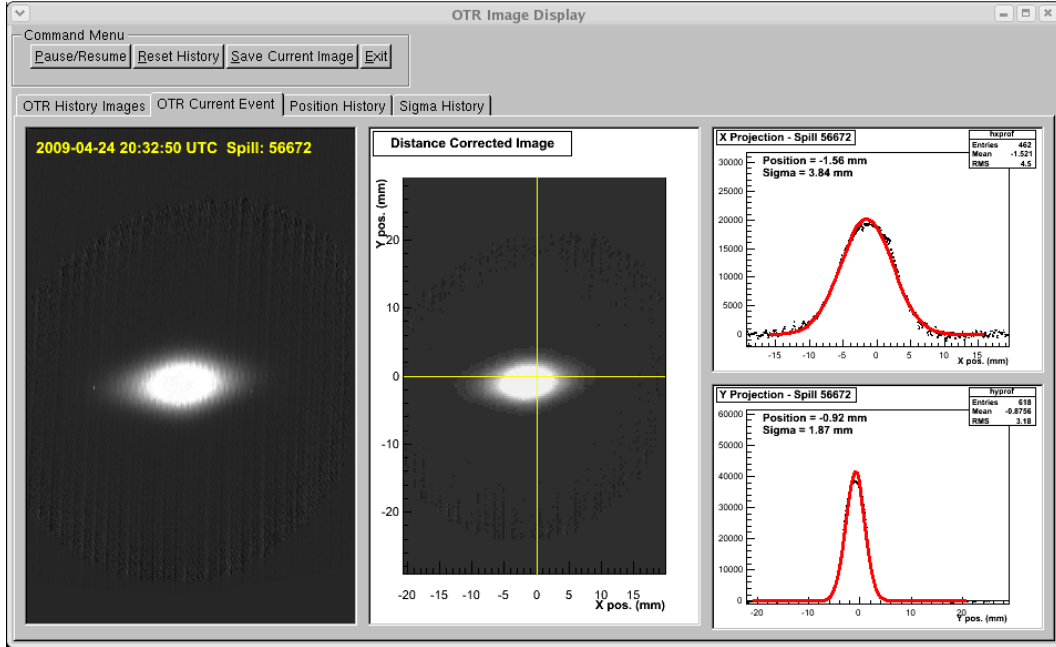 OTR Image Display
Command Menu
Pause/Resume Reset History Save Current Image Exit
OTR History Images OTR Current Event Position History Sigma History
2009-04-24 20:32:50 UTC Spill: 56672
Distance Corrected Image
Y pos. (mm)
20
10
0
-10
-20
-20 -15 -10 -5 0 5 10 15
X pos. (mm)
X Projection - Spill 56672
hxprof
Entries 462
Mean -1.521
RMS 4.5
Position = -1.56 mm
Sigma = 3.84 mm
30000
25000
20000
15000
10000
5000
0
-15 -10 -5 0 5 10 15
X pos. (mm)
Y Projection - Spill 56672
hyprof
Entries 618
Mean -0.8756
RMS 3.18
Position = -0.92 mm
Sigma = 1.87 mm
60000
50000
40000
30000
20000
10000
0
-20 -10 0 10 20
Y pos. (mm)